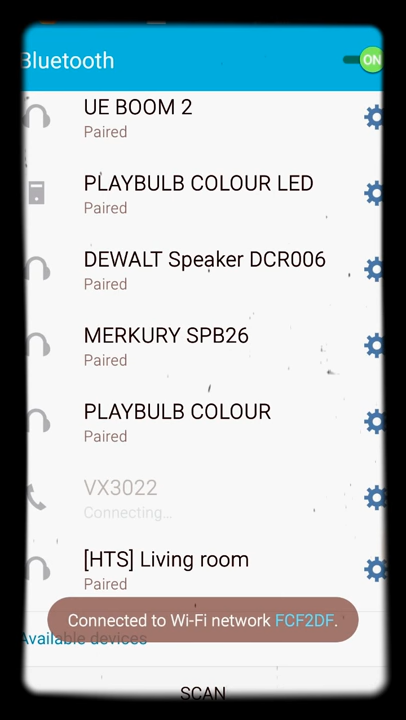 Bluetooth
ON
UE BOOM 2
Paired
PLAYBULB COLOUR LED
Paired
DEWALT Speaker DCR006
Paired
MERKURY SPB26
Paired
PLAYBULB COLOUR
Paired
VX3022
Connecting...
[HTS] Living room
Paired
Connected to Wi-Fi network FCF2DF.
Available devices
SCAN